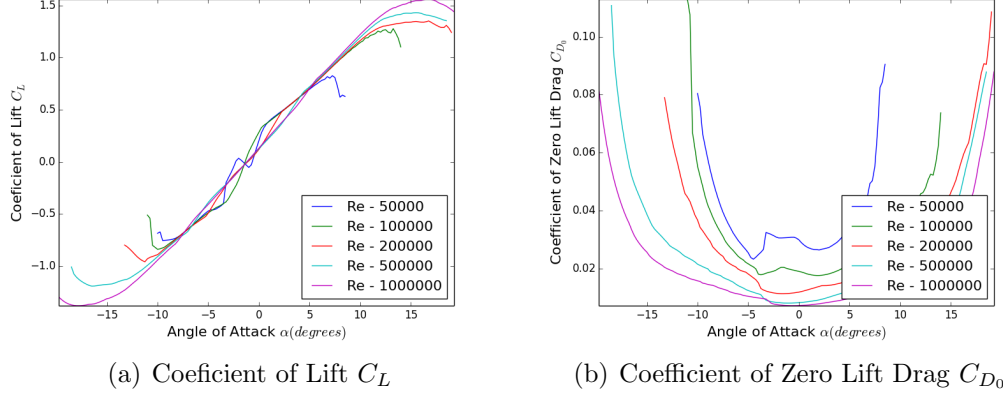 1.5
1.0
0.5
0.0
−0.5
−1.0
Coeficient of Lift C_L
−15 −10 −5 0 5 10 15
Angle of Attack α(degrees)
Re - 50000
Re - 100000
Re - 200000
Re - 500000
Re - 1000000
(a) Coeficient of Lift C_L
0.10
0.08
0.06
0.04
0.02
Coefficient of Zero Lift Drag C_{D_0}
−15 −10 −5 0 5 10 15
Angle of Attack α(degrees)
Re - 50000
Re - 100000
Re - 200000
Re - 500000
Re - 1000000
(b) Coefficient of Zero Lift Drag C_{D_0}